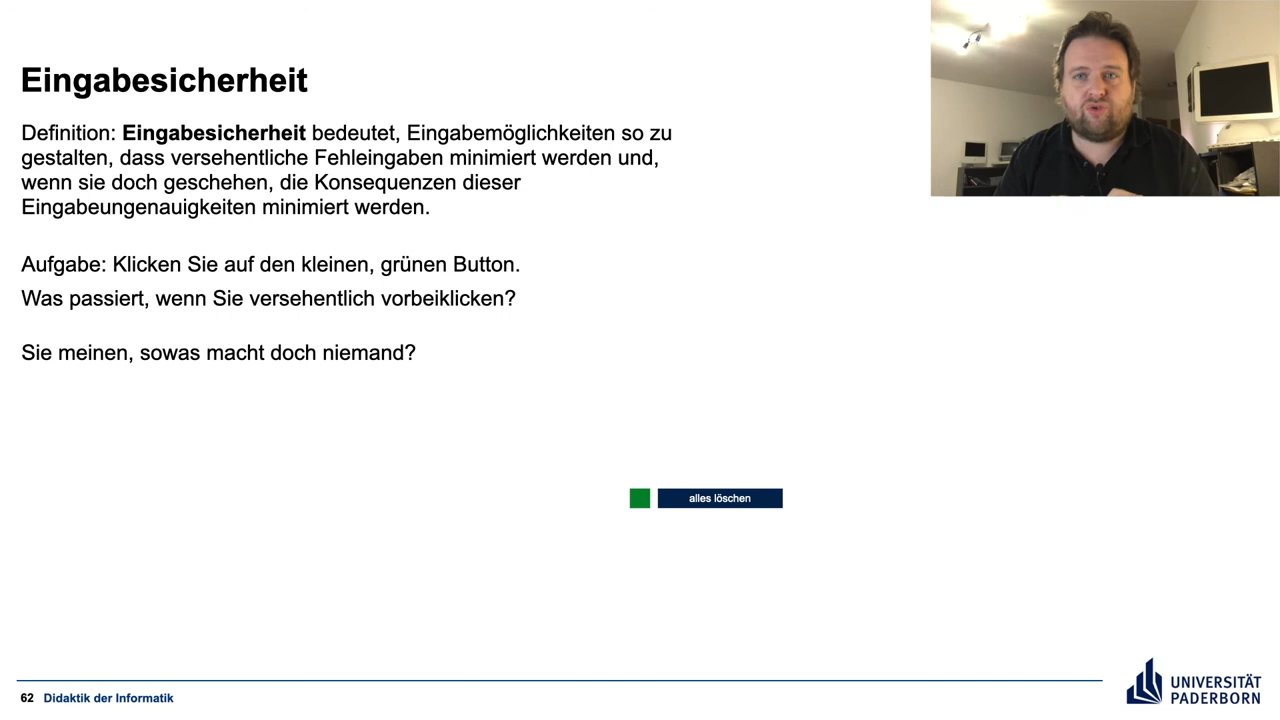 Eingabesicherheit
Definition: Eingabesicherheit bedeutet, Eingabemöglichkeiten so zu
gestalten, dass versehentliche Fehleingaben minimiert werden und,
wenn sie doch geschehen, die Konsequenzen dieser
Eingabeungenauigkeiten minimiert werden.
Aufgabe: Klicken Sie auf den kleinen, grünen Button.
Was passiert, wenn Sie versehentlich vorbeiklicken?
Sie meinen, sowas macht doch niemand?
alles löschen
62 Didaktik der Informatik
UNIVERSITÄT
PADERBORN